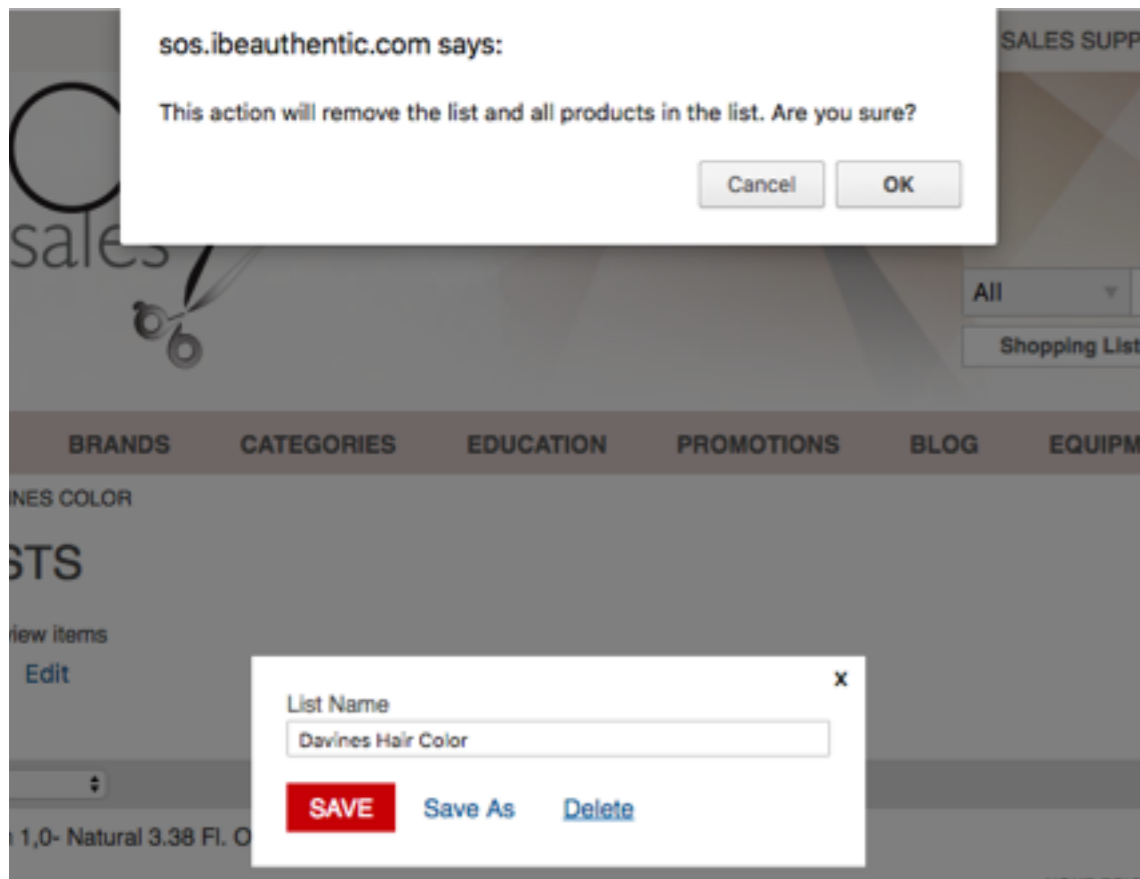 sos.ibeauthentic.com says:
This action will remove the list and all products in the list. Are you sure?
Cancel OK
SALES SUPP
sales
All
Shopping List
BRANDS CATEGORIES EDUCATION PROMOTIONS BLOG EQUIPM
INES COLOR
STS
view items
Edit
x
List Name
Davines Hair Color
SAVE Save As Delete
1,0- Natural 3.38 Fl. O